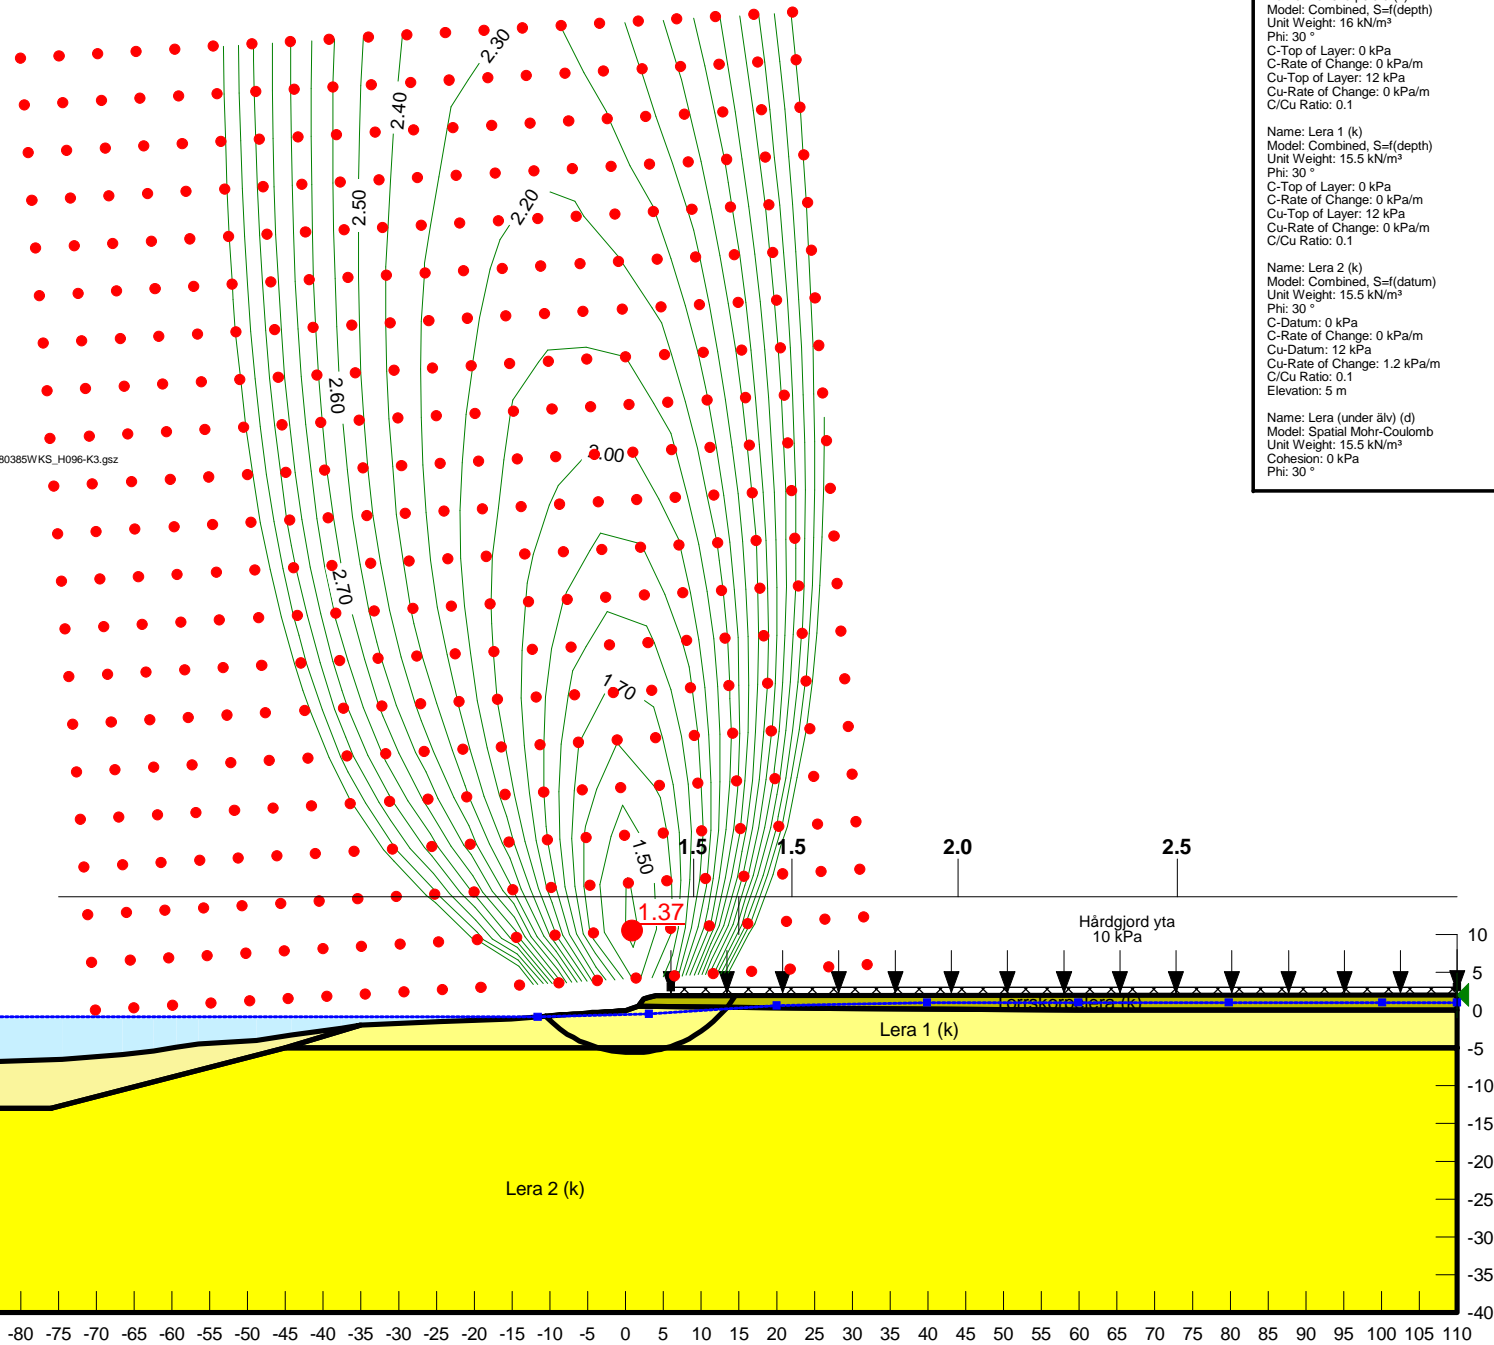 Model: Combined, S=f(depth)
Unit Weight: 16 kN/m³
Phi: 30 °
C-Top of Layer: 0 kPa
C-Rate of Change: 0 kPa/m
Cu-Top of Layer: 12 kPa
Cu-Rate of Change: 0 kPa/m
C/Cu Ratio: 0.1
Name: Lera 1 (k)
Model: Combined, S=f(depth)
Unit Weight: 15.5 kN/m³
Phi: 30 °
C-Top of Layer: 0 kPa
C-Rate of Change: 0 kPa/m
Cu-Top of Layer: 12 kPa
Cu-Rate of Change: 0 kPa/m
C/Cu Ratio: 0.1
Name: Lera 2 (k)
Model: Combined, S=f(datum)
Unit Weight: 15.5 kN/m³
Phi: 30 °
C-Datum: 0 kPa
C-Rate of Change: 0 kPa/m
Cu-Datum: 12 kPa
Cu-Rate of Change: 1.2 kPa/m
C/Cu Ratio: 0.1
Elevation: 5 m
Name: Lera (under älv) (d)
Model: Spatial Mohr-Coulomb
Unit Weight: 15.5 kN/m³
Cohesion: 0 kPa
Phi: 30 °
2.30
2.40
2.50
2.20
2.60
80385WKS_H096-K3.gsz
2.00
2.70
1.70
1.50
1.5 1.5 2.0 2.5
1.37
Hårdgjord yta
10 kPa
Torrskorpelera (k)
Lera 1 (k)
Lera 2 (k)
10
5
0
-5
-10
-15
-20
-25
-30
-35
-40
-80 -75 -70 -65 -60 -55 -50 -45 -40 -35 -30 -25 -20 -15 -10 -5 0 5 10 15 20 25 30 35 40 45 50 55 60 65 70 75 80 85 90 95 100 105 110